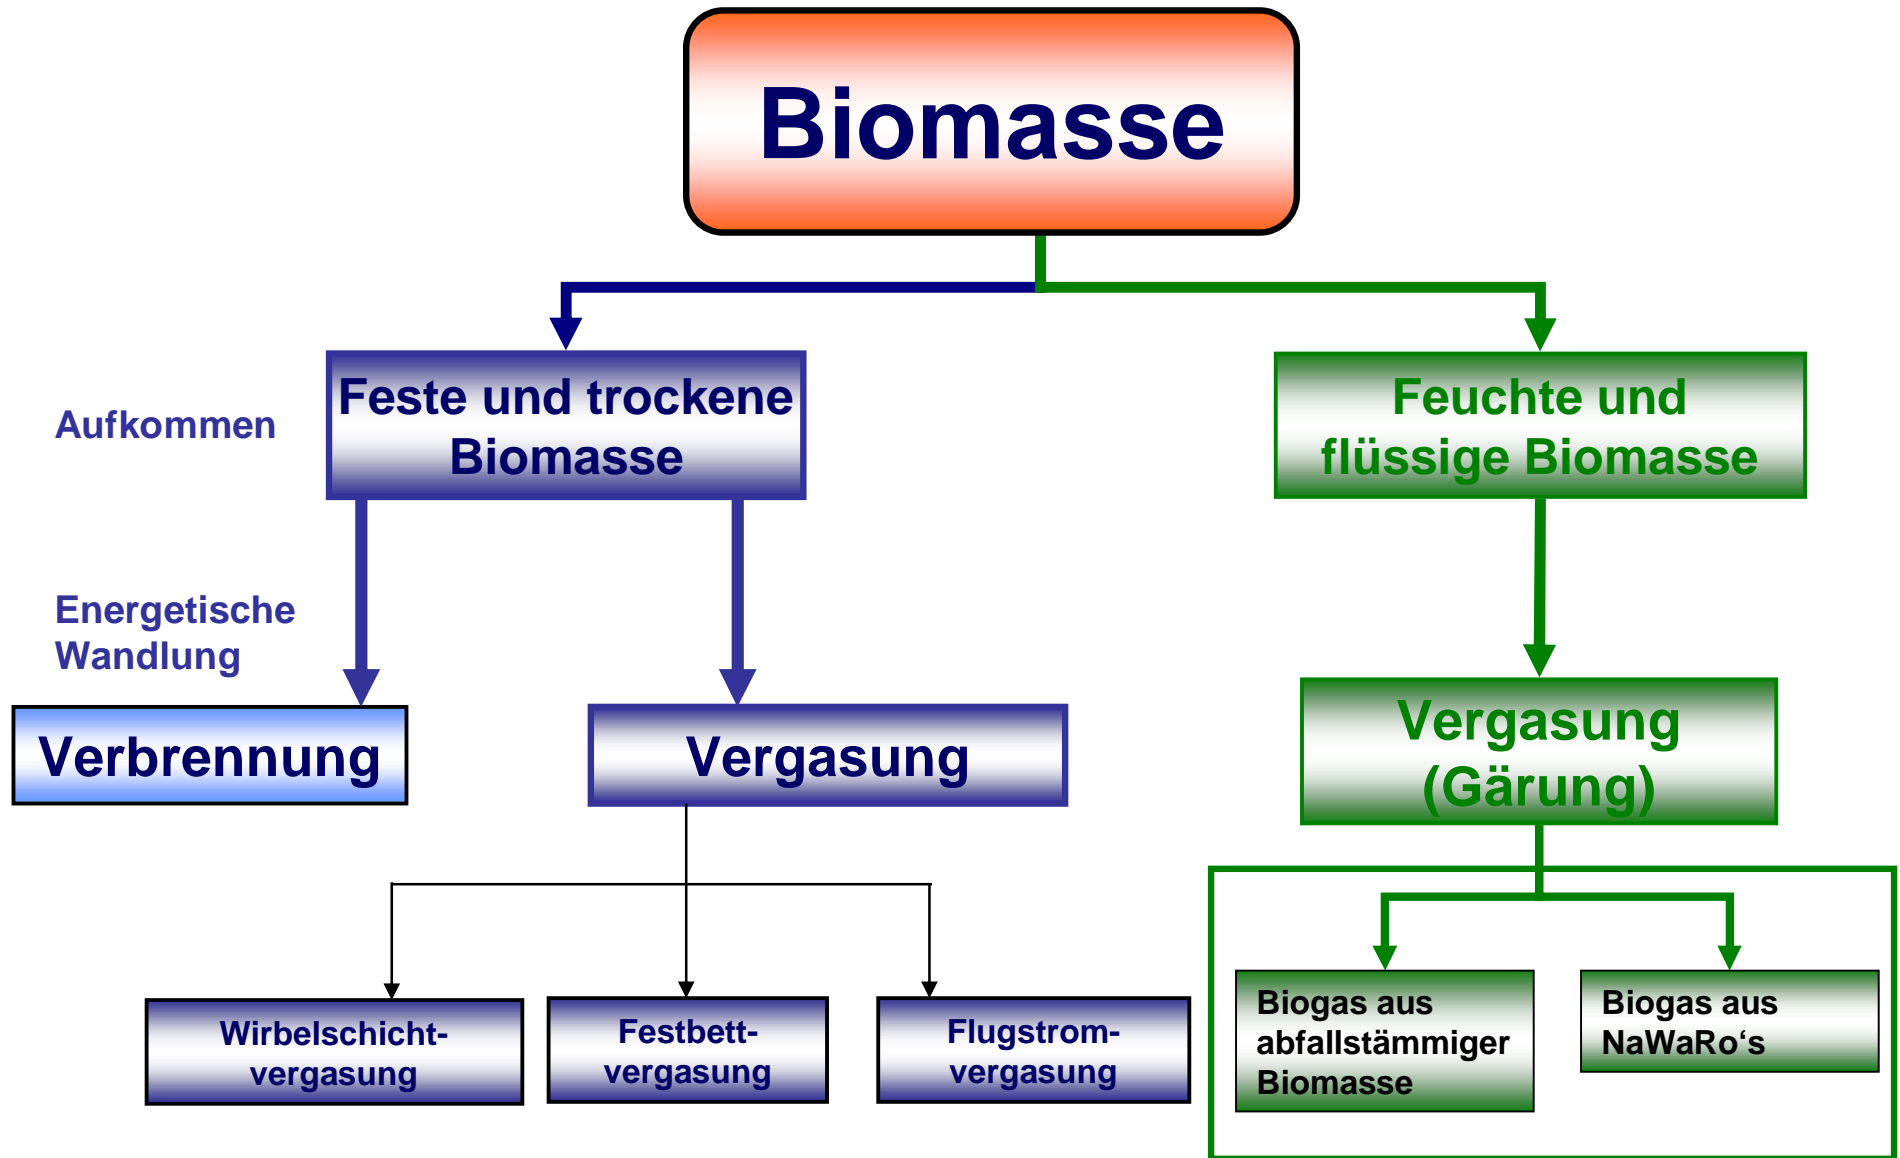 Biomasse
Aufkommen
Feste und trockene
Biomasse
Feuchte und
flüssige Biomasse
Energetische
Wandlung
Verbrennung
Vergasung
Vergasung
(Gärung)
Wirbelschicht-
vergasung
Festbett-
vergasung
Flugstrom-
vergasung
Biogas aus
abfallstämmiger
Biomasse
Biogas aus
NaWaRo‘s